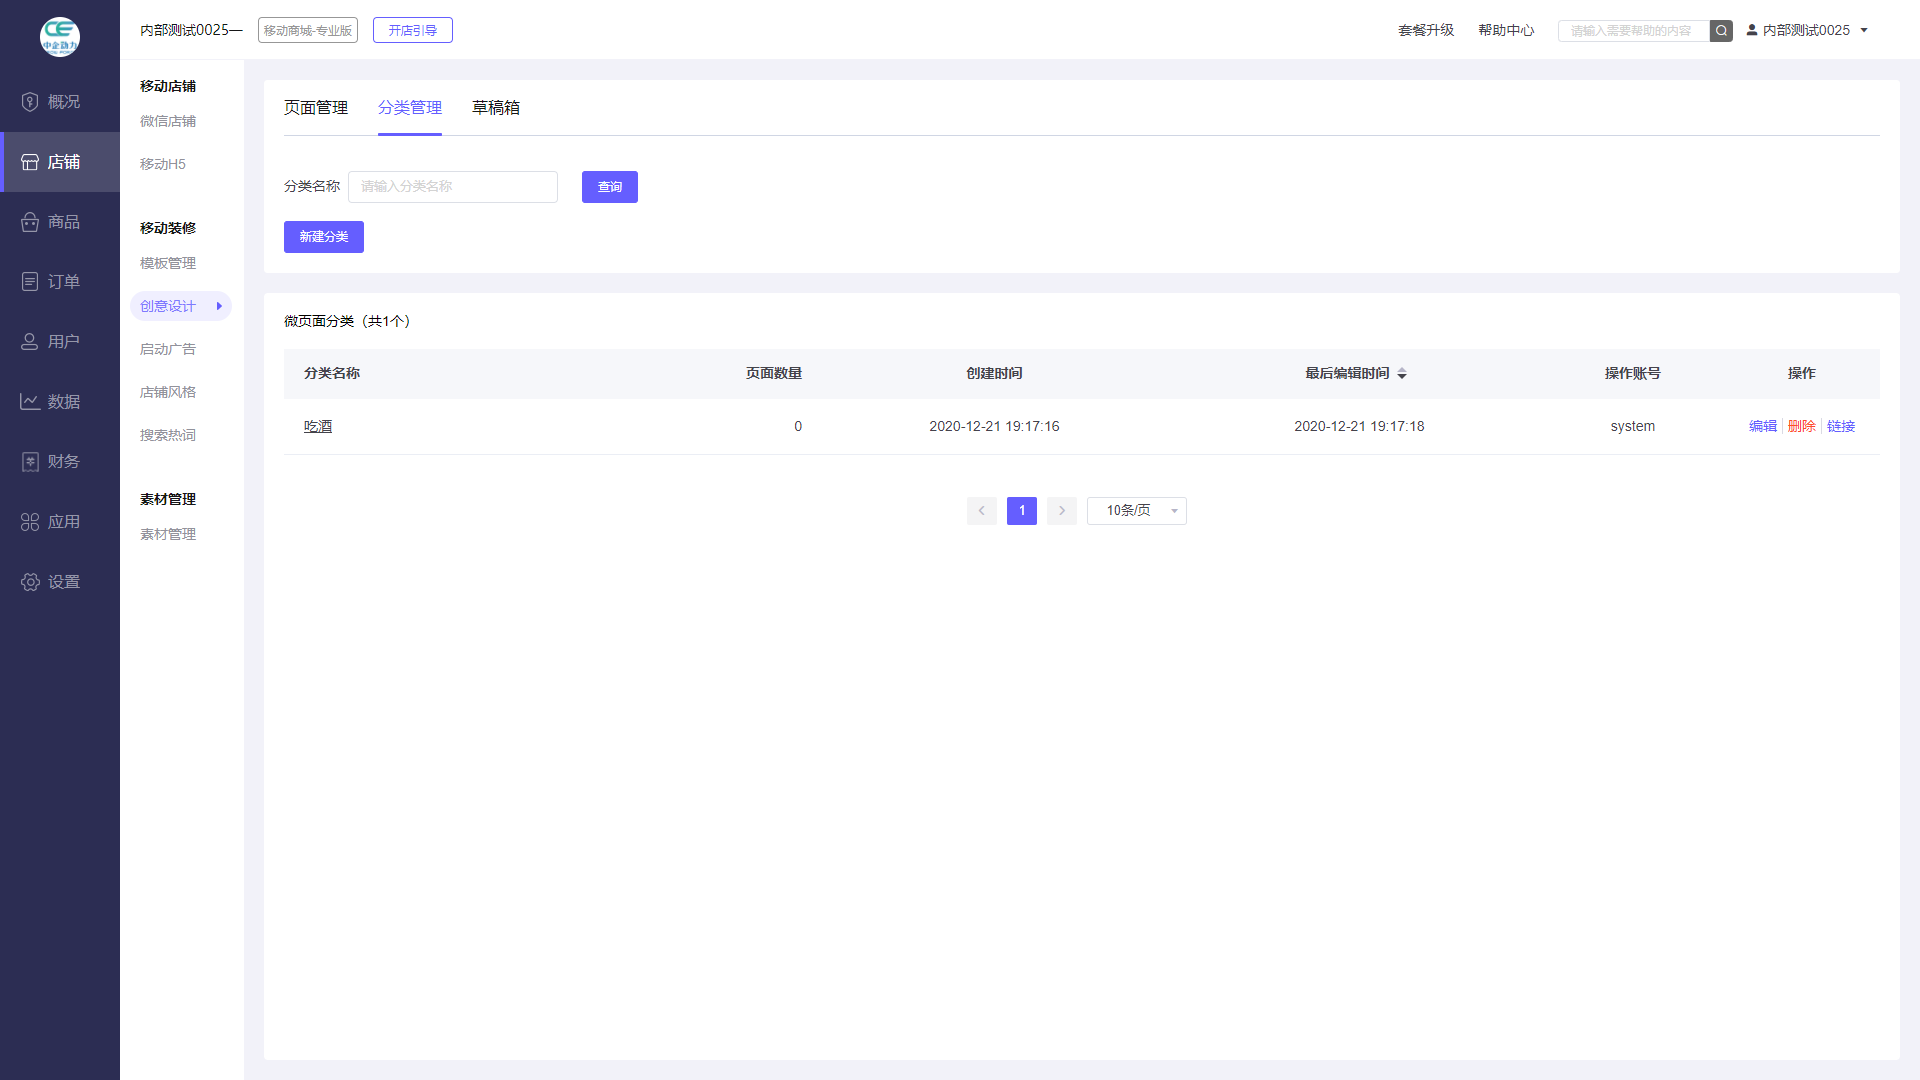 内部测试0025一
移动商城-专业版
开店引导
套餐升级
帮助中心
请输入需要帮助的内容
内部测试0025
中企动力
概况
店铺
商品
订单
用户
数据
财务
应用
设置
移动店铺
微信店铺
移动H5
移动装修
模板管理
创意设计
启动广告
店铺风格
搜索热词
素材管理
素材管理
页面管理 分类管理 草稿箱
分类名称 请输入分类名称 查询
新建分类
微页面分类（共1个）
分类名称 页面数量 创建时间 最后编辑时间 操作账号 操作
吃酒 0 2020-12-21 19:17:16 2020-12-21 19:17:18 system 编辑 删除 链接
1 10条/页